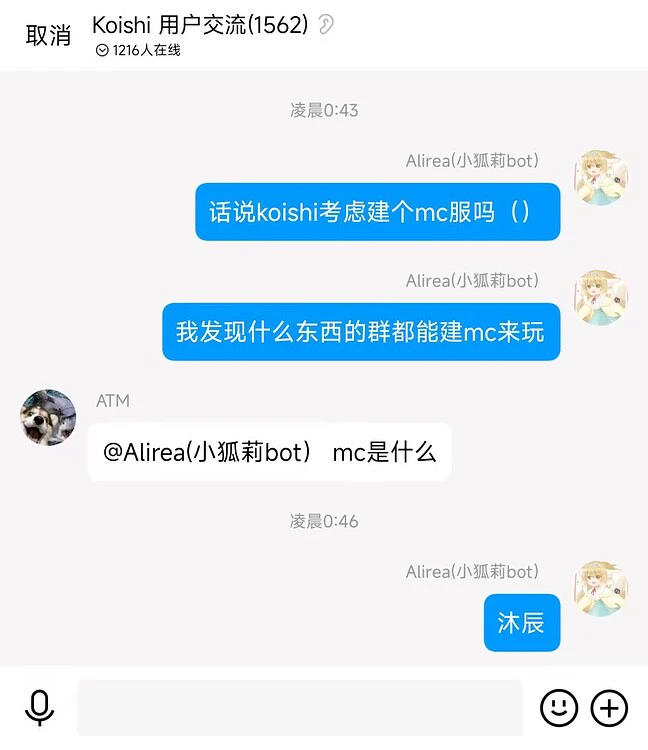 取消
Koishi 用户交流(1562)
1216人在线
凌晨0:43
Alirea(小狐莉bot)
话说koishi考虑建个mc服吗（）
Alirea(小狐莉bot)
我发现什么东西的群都能建mc来玩
ATM
@Alirea(小狐莉bot) mc是什么
凌晨0:46
Alirea(小狐莉bot)
沐辰